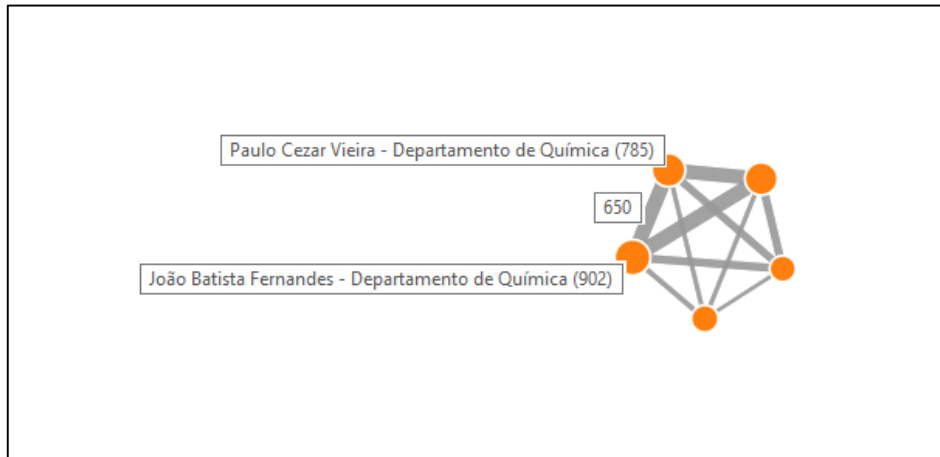 Paulo Cezar Vieira - Departamento de Química (785)
650
João Batista Fernandes - Departamento de Química (902)